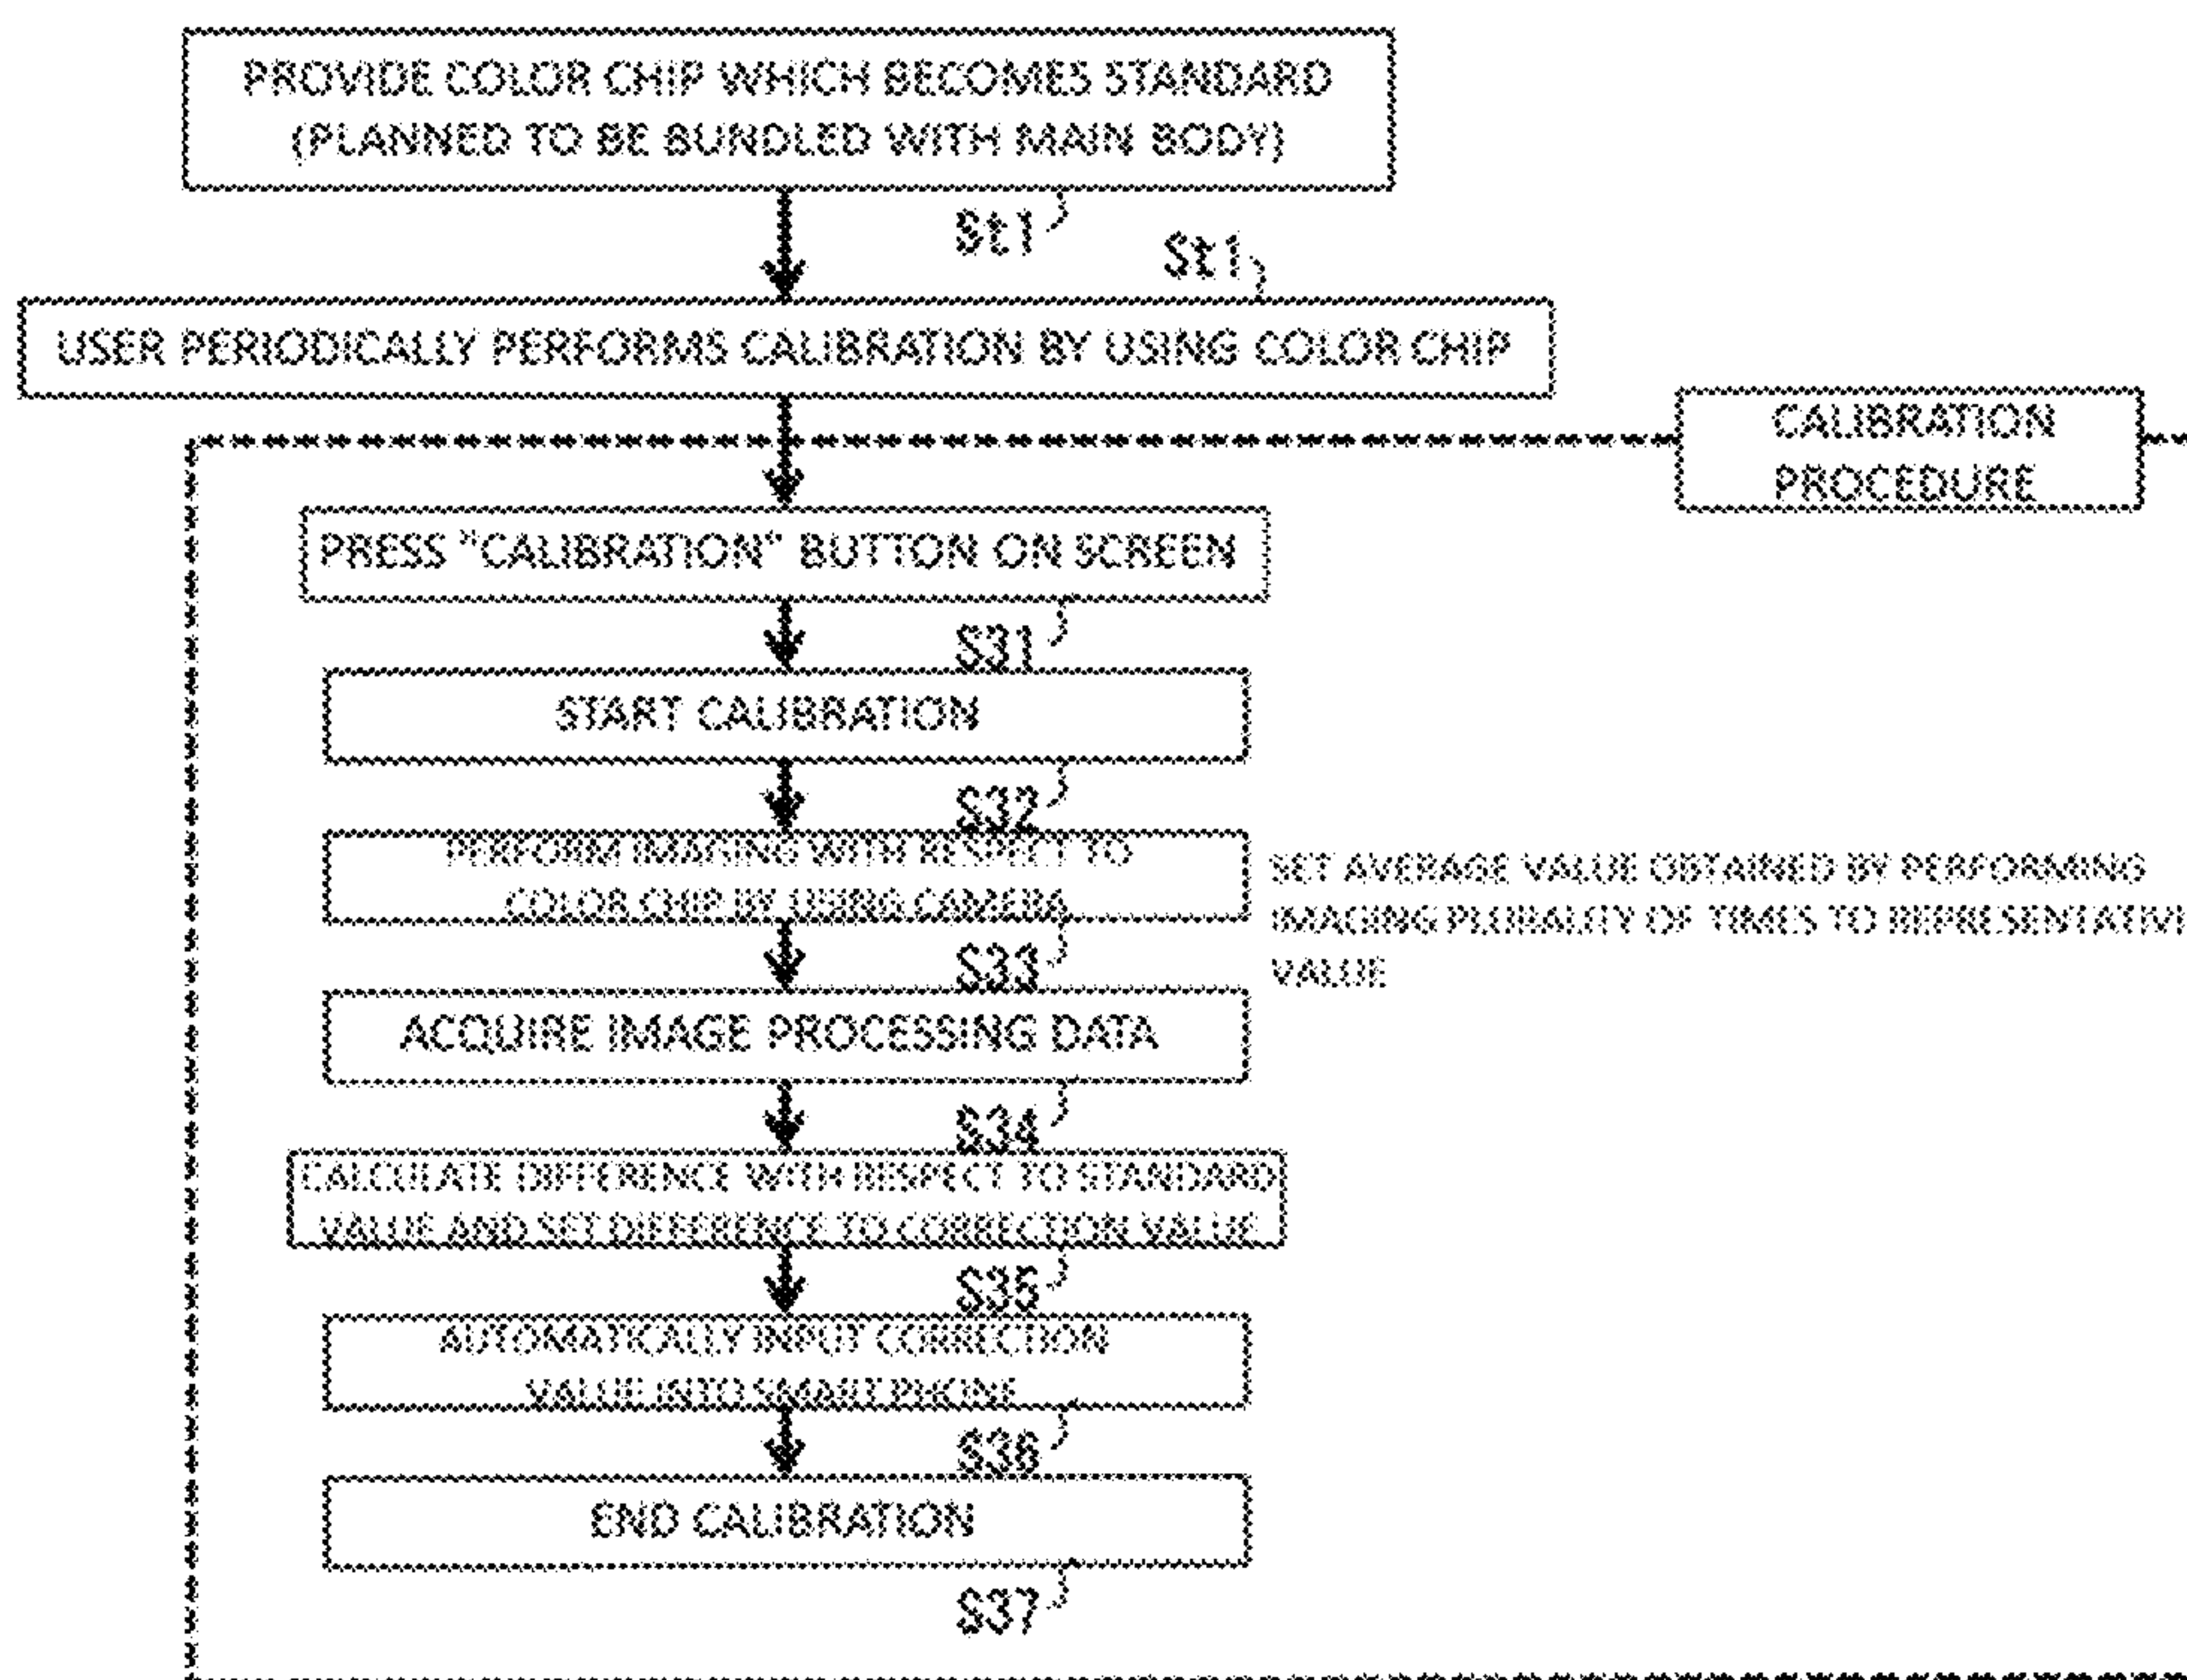 PROVIDE COLOR CHIP WHICH BECOMES STANDARD
(PLANNED TO BE BUNDLED WITH MAIN BODY)
St1
St1
USER PERIODICALLY PERFORMS CALIBRATION BY USING COLOR CHIP
CALIBRATION
PROCEDURE
PRESS "CALIBRATION" BUTTON ON SCREEN
S31
START CALIBRATION
S32
PERFORM IMAGING WITH RESPECT TO
COLOR CHIP BY USING CAMERA
SET AVERAGE VALUE OBTAINED BY PERFORMING
IMAGING PLURALITY OF TIMES TO REPRESENTATIV
VALUE
S33
ACQUIRE IMAGE PROCESSING DATA
S34
CALCULATE DIFFERENCE WITH RESPECT TO STANDARD
VALUE AND SET DIFFERENCE TO CORRECTION VALUE
S35
AUTOMATICALLY INPUT CORRECTION
VALUE INTO SMART PHONE
S36
END CALIBRATION
S37